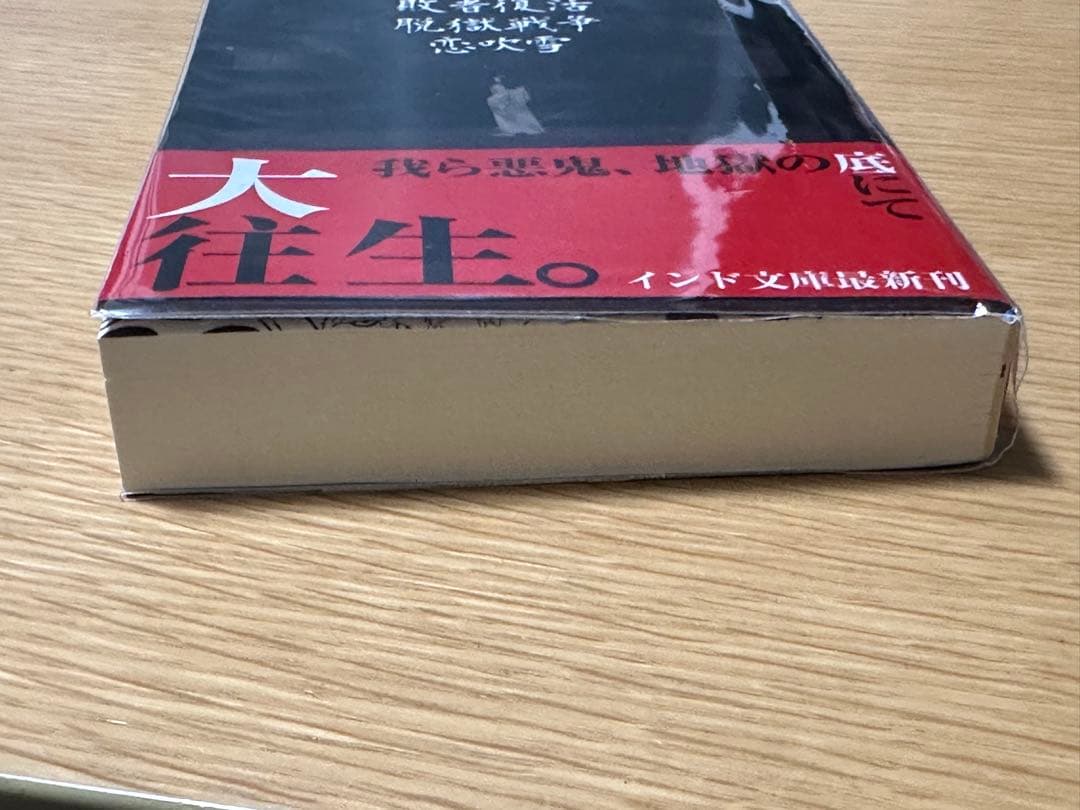 敗者復活
脱獄戦争
恋吹雪
我ら悪鬼、地獄の底にて
大往生。
インド文庫最新刊